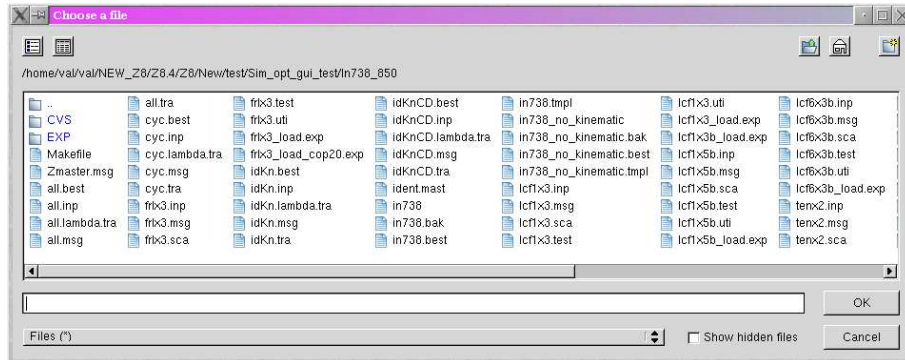 Choose a file
/home/val/val/NEW_Z8/Z8.4/Z8/New/test/Sim_opt_gui_test/In738_850
.. all.tra frlx3.test idKnCD.best in738.tmpl lcf1x3.uti lcf6x3b.inp
CVS cyc.best frlx3.uti idKnCD.inp in738_no_kinematic lcf1x3_load.exp lcf6x3b.msg
EXP cyc.inp frlx3_load.exp idKnCD.lambda.tra in738_no_kinematic.bak lcf1x3b_load.exp lcf6x3b.sca
Makefile cyc.lambda.tra frlx3_load_cop20.exp idKnCD.msg in738_no_kinematic.best lcf1x5b.inp lcf6x3b.test
Zmaster.msg cyc.msg idKn.best idKnCD.tra in738_no_kinematic.tmpl lcf1x5b.msg lcf6x3b.uti
all.best cyc.tra idKn.inp ident.mast lcf1x3.inp lcf1x5b.sca lcf6x3b_load.exp
all.inp frlx3.inp idKn.lambda.tra in738 lcf1x3.msg lcf1x5b.test tenx2.inp
all.lambda.tra frlx3.msg idKn.msg in738.bak lcf1x3.sca lcf1x5b.uti tenx2.msg
all.msg frlx3.sca idKn.tra in738.best lcf1x3.test lcf1x5b_load.exp tenx2.sca
OK
Files (*) Show hidden files Cancel